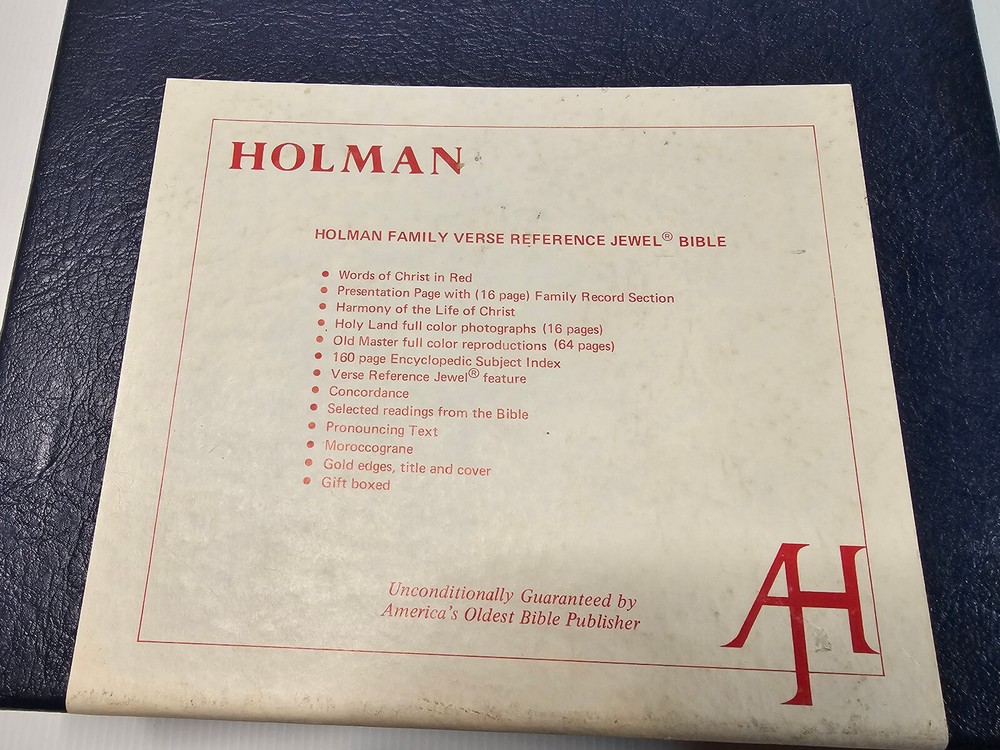 HOLMAN
HOLMAN FAMILY VERSE REFERENCE JEWEL® BIBLE
• Words of Christ in Red
• Presentation Page with (16 page) Family Record Section
• Harmony of the Life of Christ
• Holy Land full color photographs (16 pages)
• Old Master full color reproductions (64 pages)
• 160 page Encyclopedic Subject Index
• Verse Reference Jewel® feature
• Concordance
• Selected readings from the Bible
• Pronouncing Text
• Moroccograne
• Gold edges, title and cover
• Gift boxed
Unconditionally Guaranteed by
America's Oldest Bible Publisher
AH